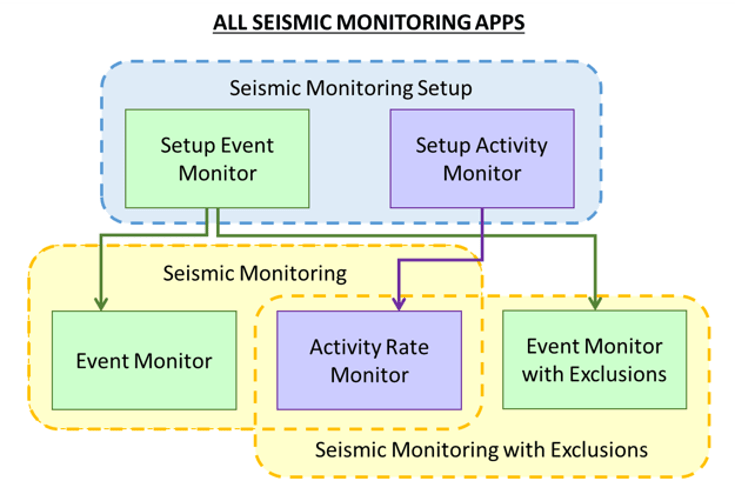 ALL SEISMIC MONITORING APPS
Seismic Monitoring Setup
Setup Event
Monitor
Setup Activity
Monitor
Seismic Monitoring
Event Monitor
Activity Rate
Monitor
Event Monitor
with Exclusions
Seismic Monitoring with Exclusions